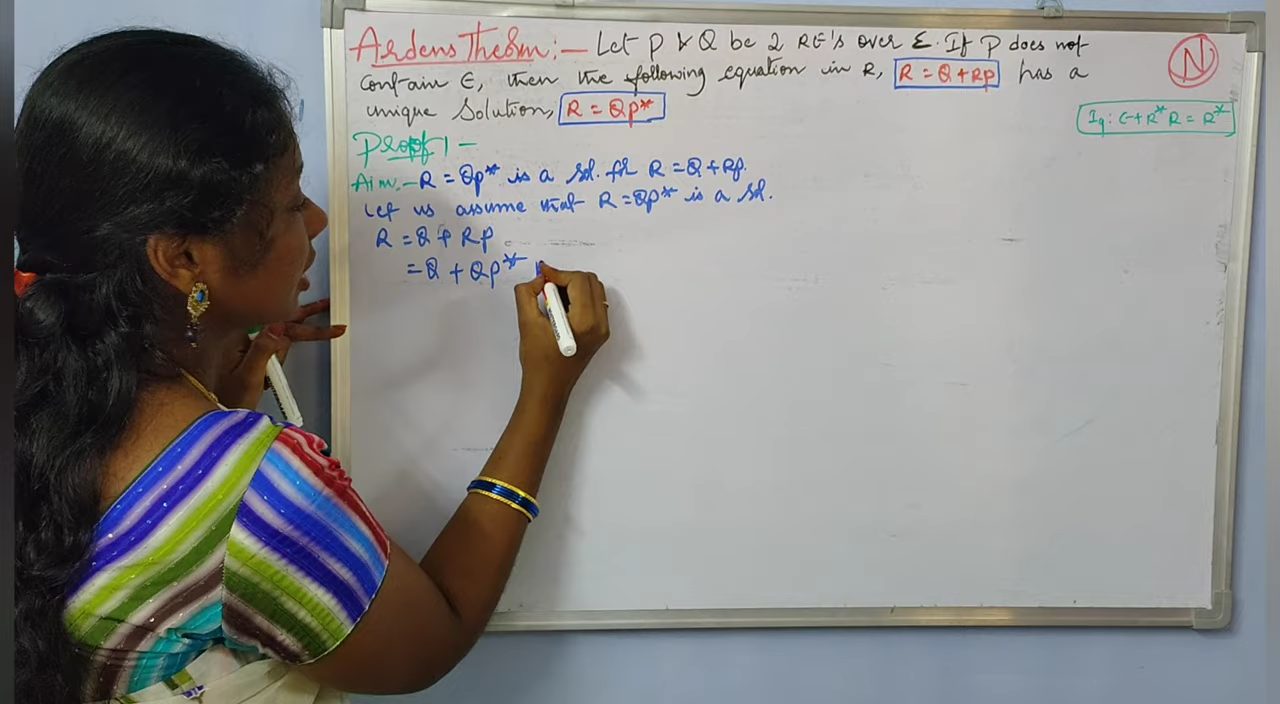 Ardens Theorm:- Let P & Q be 2 RE's over Σ. If P does not
contain ϵ, then the following equation in R, R = Q + RP has a
unique Solution, R = QP*
N
I9: ϵ + R* R = R*
Proof:-
Aim:- R = QP* is a sol. for R = Q + RP.
Let us assume that R = QP* is a sol.
R = Q + RP
= Q + QP*